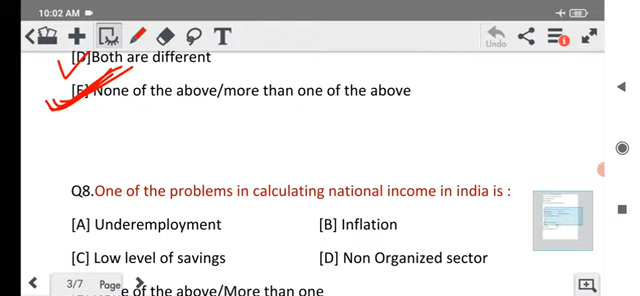 10:02 AM
89
T
Undo
[D]Both are different
[E] None of the above/more than one of the above
Q8.One of the problems in calculating national income in india is :
[A] Underemployment [B] Inflation
[C] Low level of savings [D] Non Organized sector
3/7 Page
e of the above/More than one